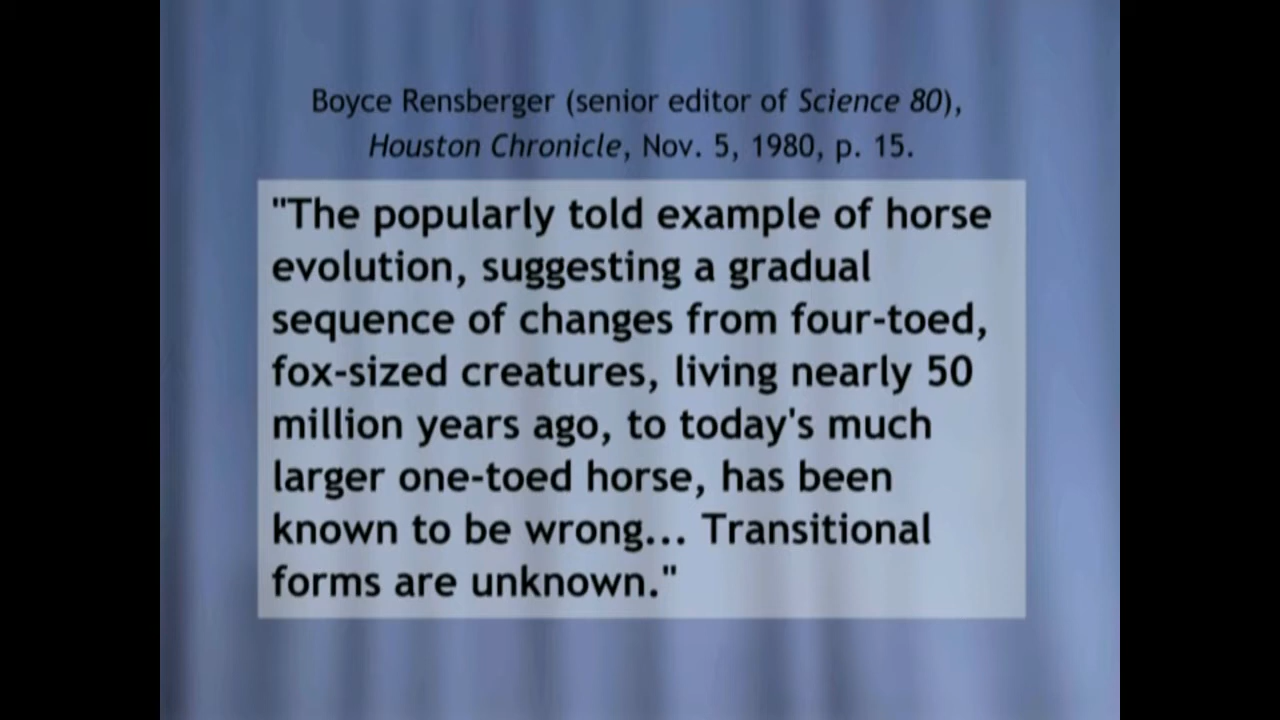 Boyce Rensberger (senior editor of Science 80),
Houston Chronicle, Nov. 5, 1980, p. 15.
"The popularly told example of horse
evolution, suggesting a gradual
sequence of changes from four-toed,
fox-sized creatures, living nearly 50
million years ago, to today's much
larger one-toed horse, has been
known to be wrong... Transitional
forms are unknown."